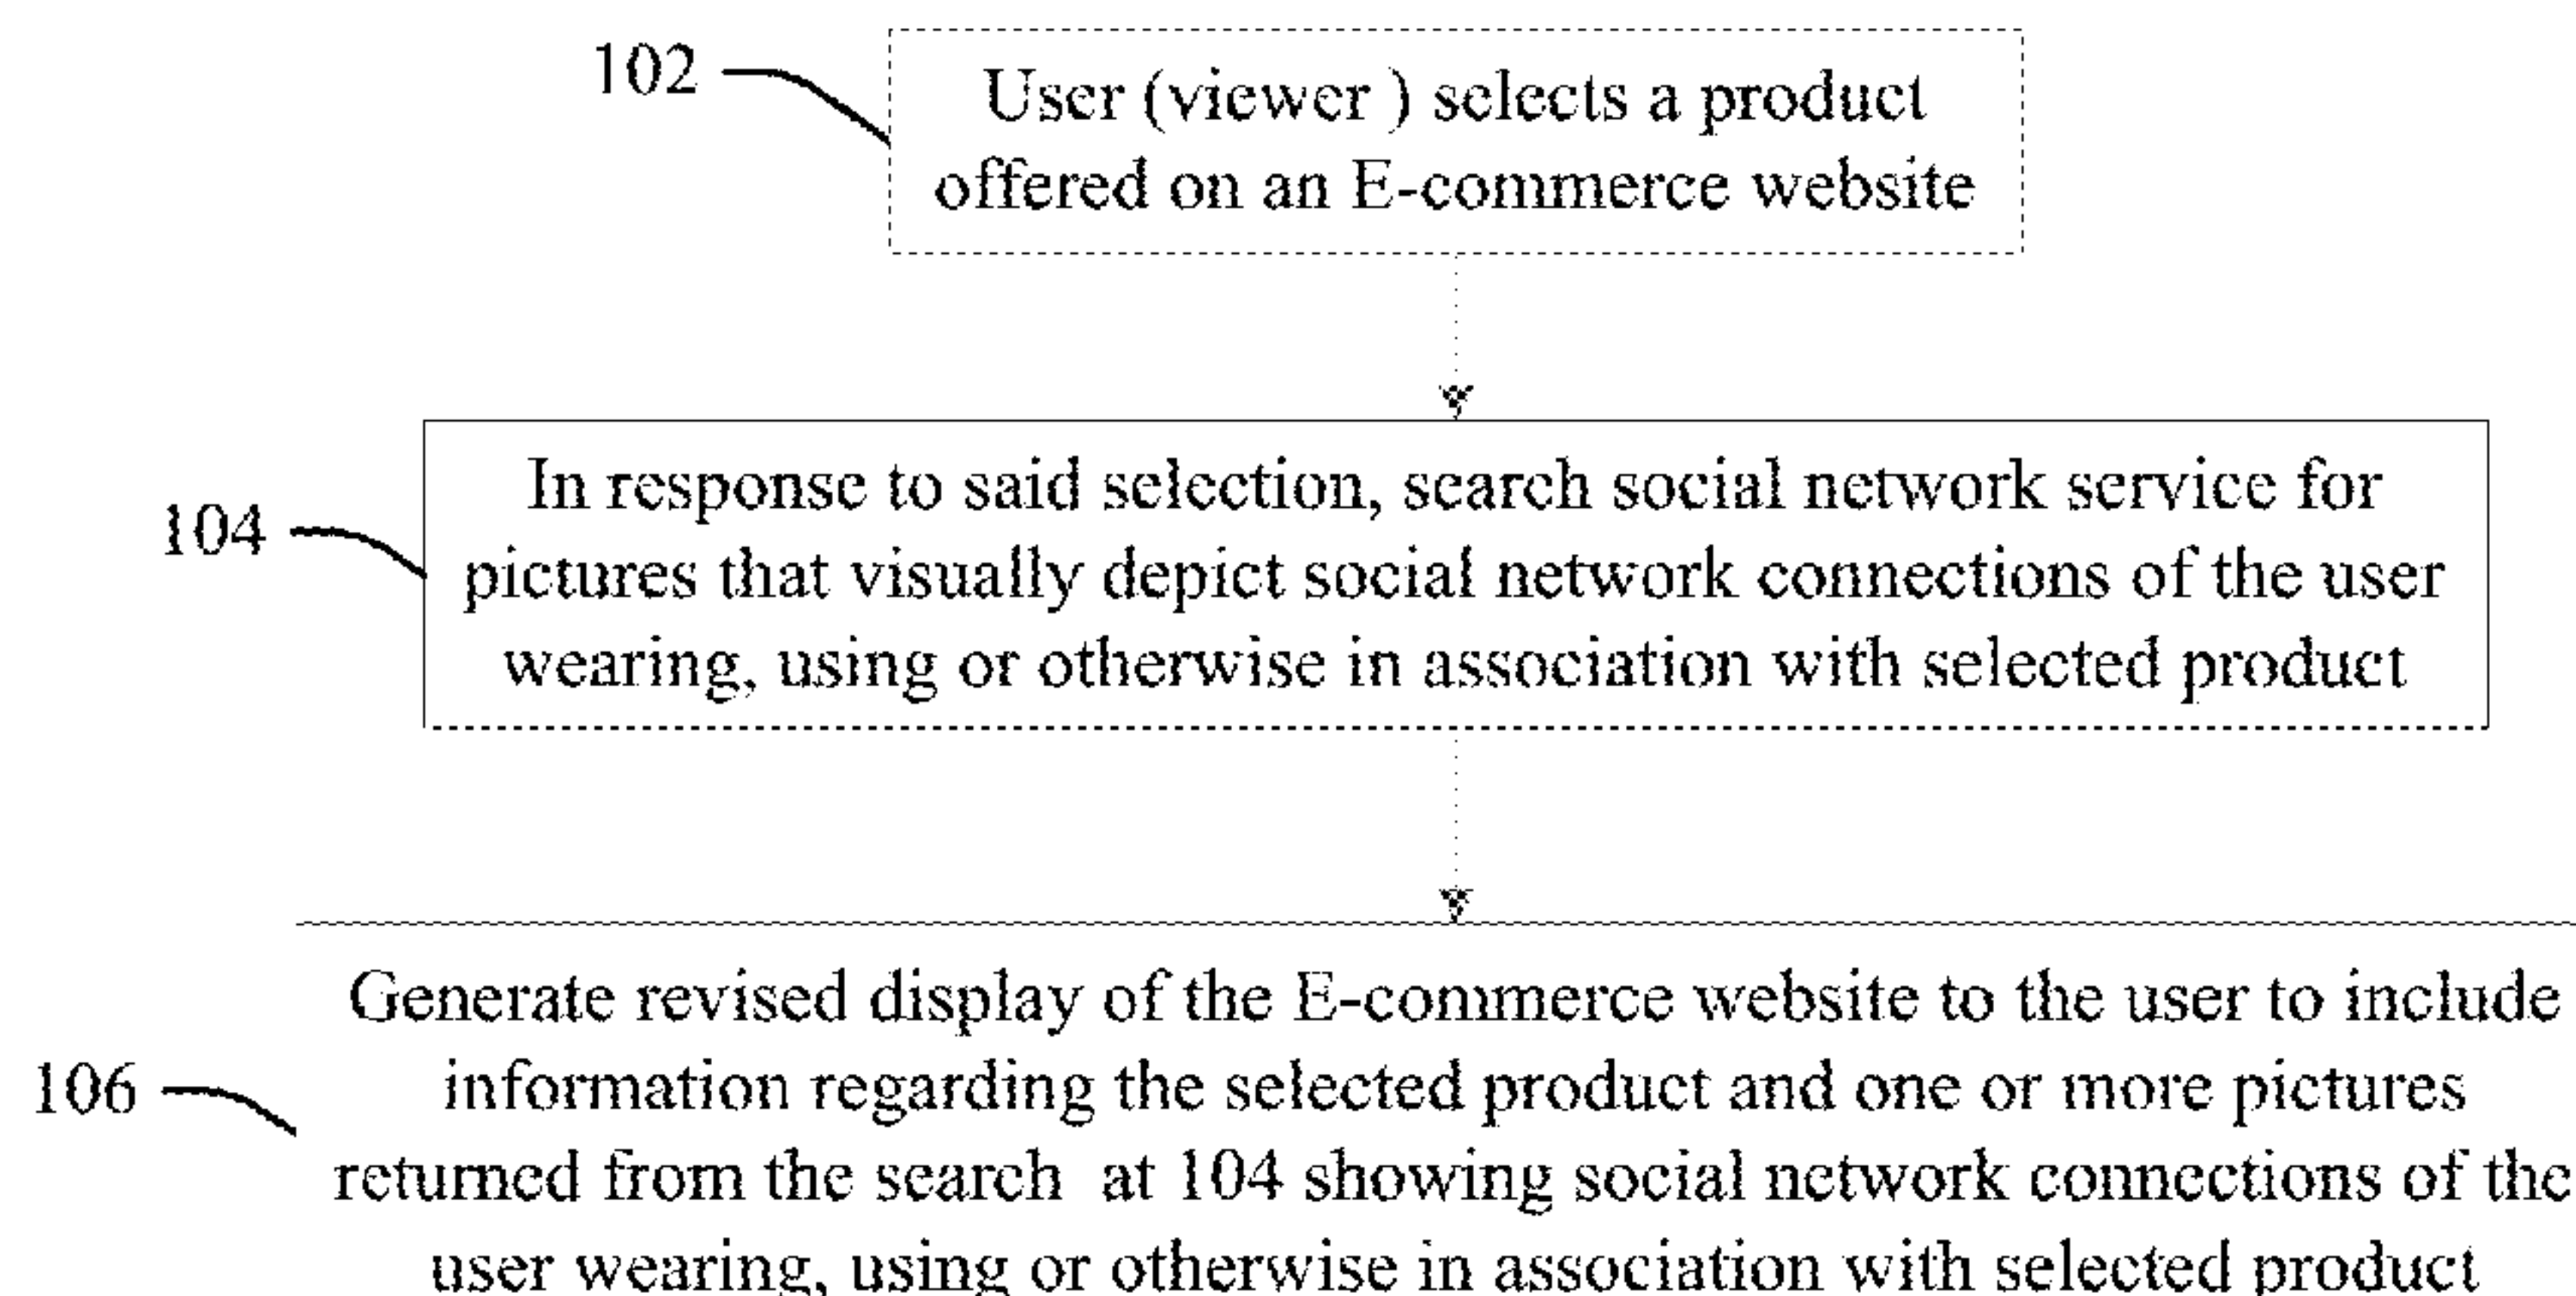 102
User (viewer ) selects a product
offered on an E-commerce website
104
In response to said selection, search social network service for
pictures that visually depict social network connections of the user
wearing, using or otherwise in association with selected product
106
Generate revised display of the E-commerce website to the user to include
information regarding the selected product and one or more pictures
returned from the search at 104 showing social network connections of the
user wearing, using or otherwise in association with selected product